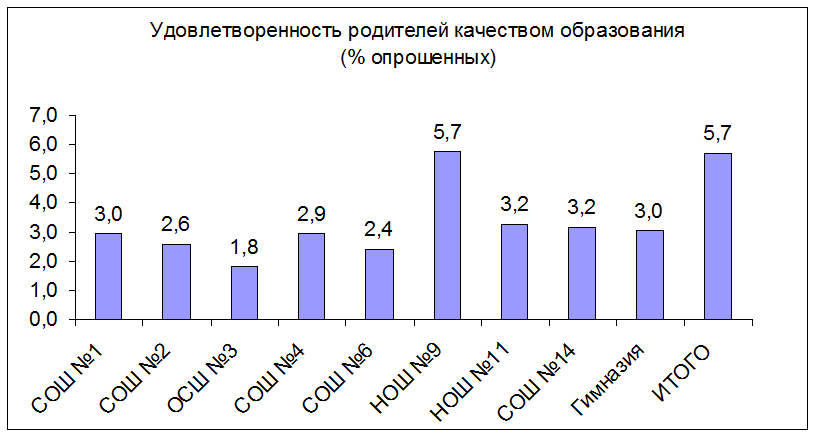 Удовлетворенность родителей качеством образования
(% опрошенных)
7,0
6,0
5,0
4,0
3,0
2,0
1,0
0,0
3,0
2,6
1,8
2,9
2,4
5,7
3,2
3,2
3,0
5,7
СОШ №1
СОШ №2
ОСШ №3
СОШ №4
СОШ №6
НОШ №9
НОШ №11
СОШ №14
Гимназия
ИТОГО